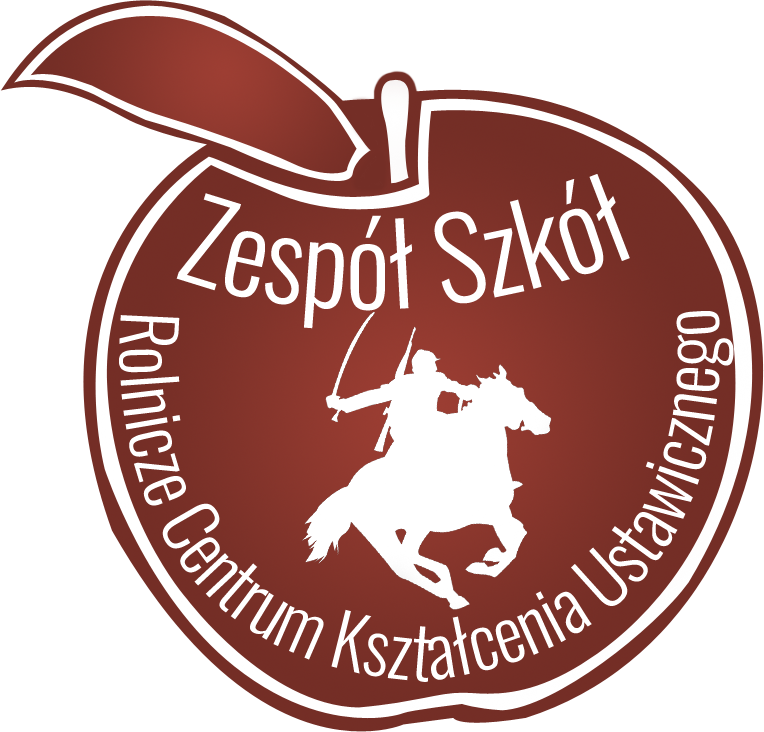 Zespół Szkół
Rolnicze Centrum Kształcenia Ustawicznego